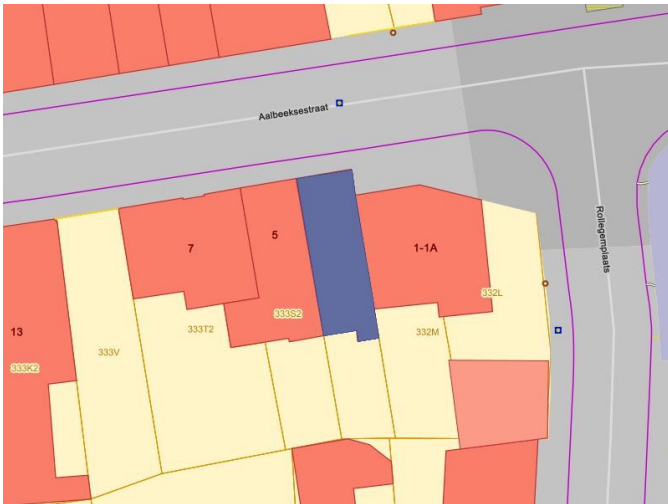 Aalbeeksestraat
Rollegemplaats
5
7
1-1A
332L
333S2
333T2
332M
13
333V
333K2